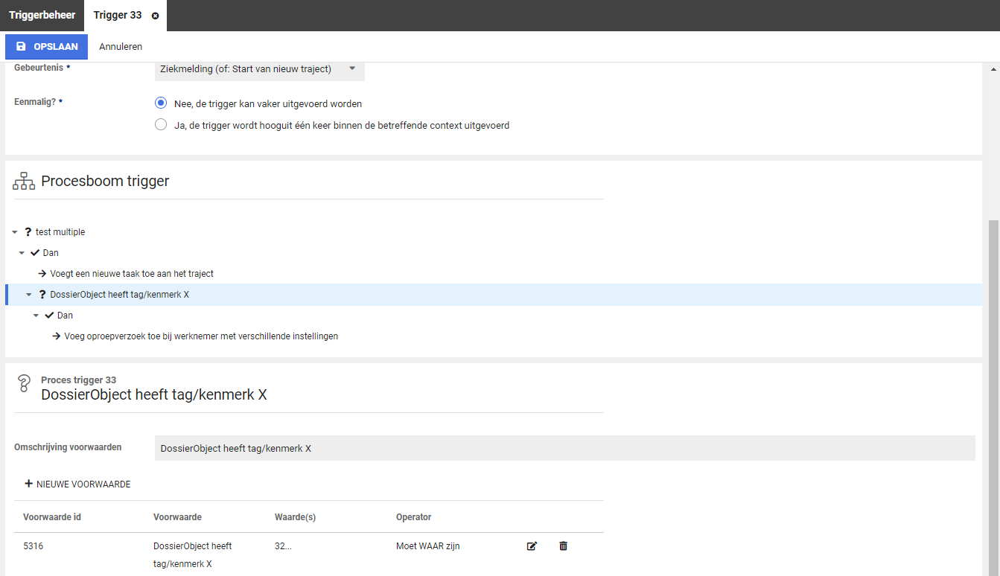 Triggerbeheer Trigger 33
OPSLAAN Annuleren
Gebeurtenis * Ziekmelding (of: Start van nieuw traject)
Eenmalig? * Nee, de trigger kan vaker uitgevoerd worden
Ja, de trigger wordt hooguit één keer binnen de betreffende context uitgevoerd
Procesboom trigger
? test multiple
Dan
Voegt een nieuwe taak toe aan het traject
? DossierObject heeft tag/kenmerk X
Dan
Voeg oproepverzoek toe bij werknemer met verschillende instellingen
Proces trigger 33
DossierObject heeft tag/kenmerk X
Omschrijving voorwaarden DossierObject heeft tag/kenmerk X
+ NIEUWE VOORWAARDE
Voorwaarde id Voorwaarde Waarde(s) Operator
5316 DossierObject heeft 32... Moet WAAR zijn
tag/kenmerk X